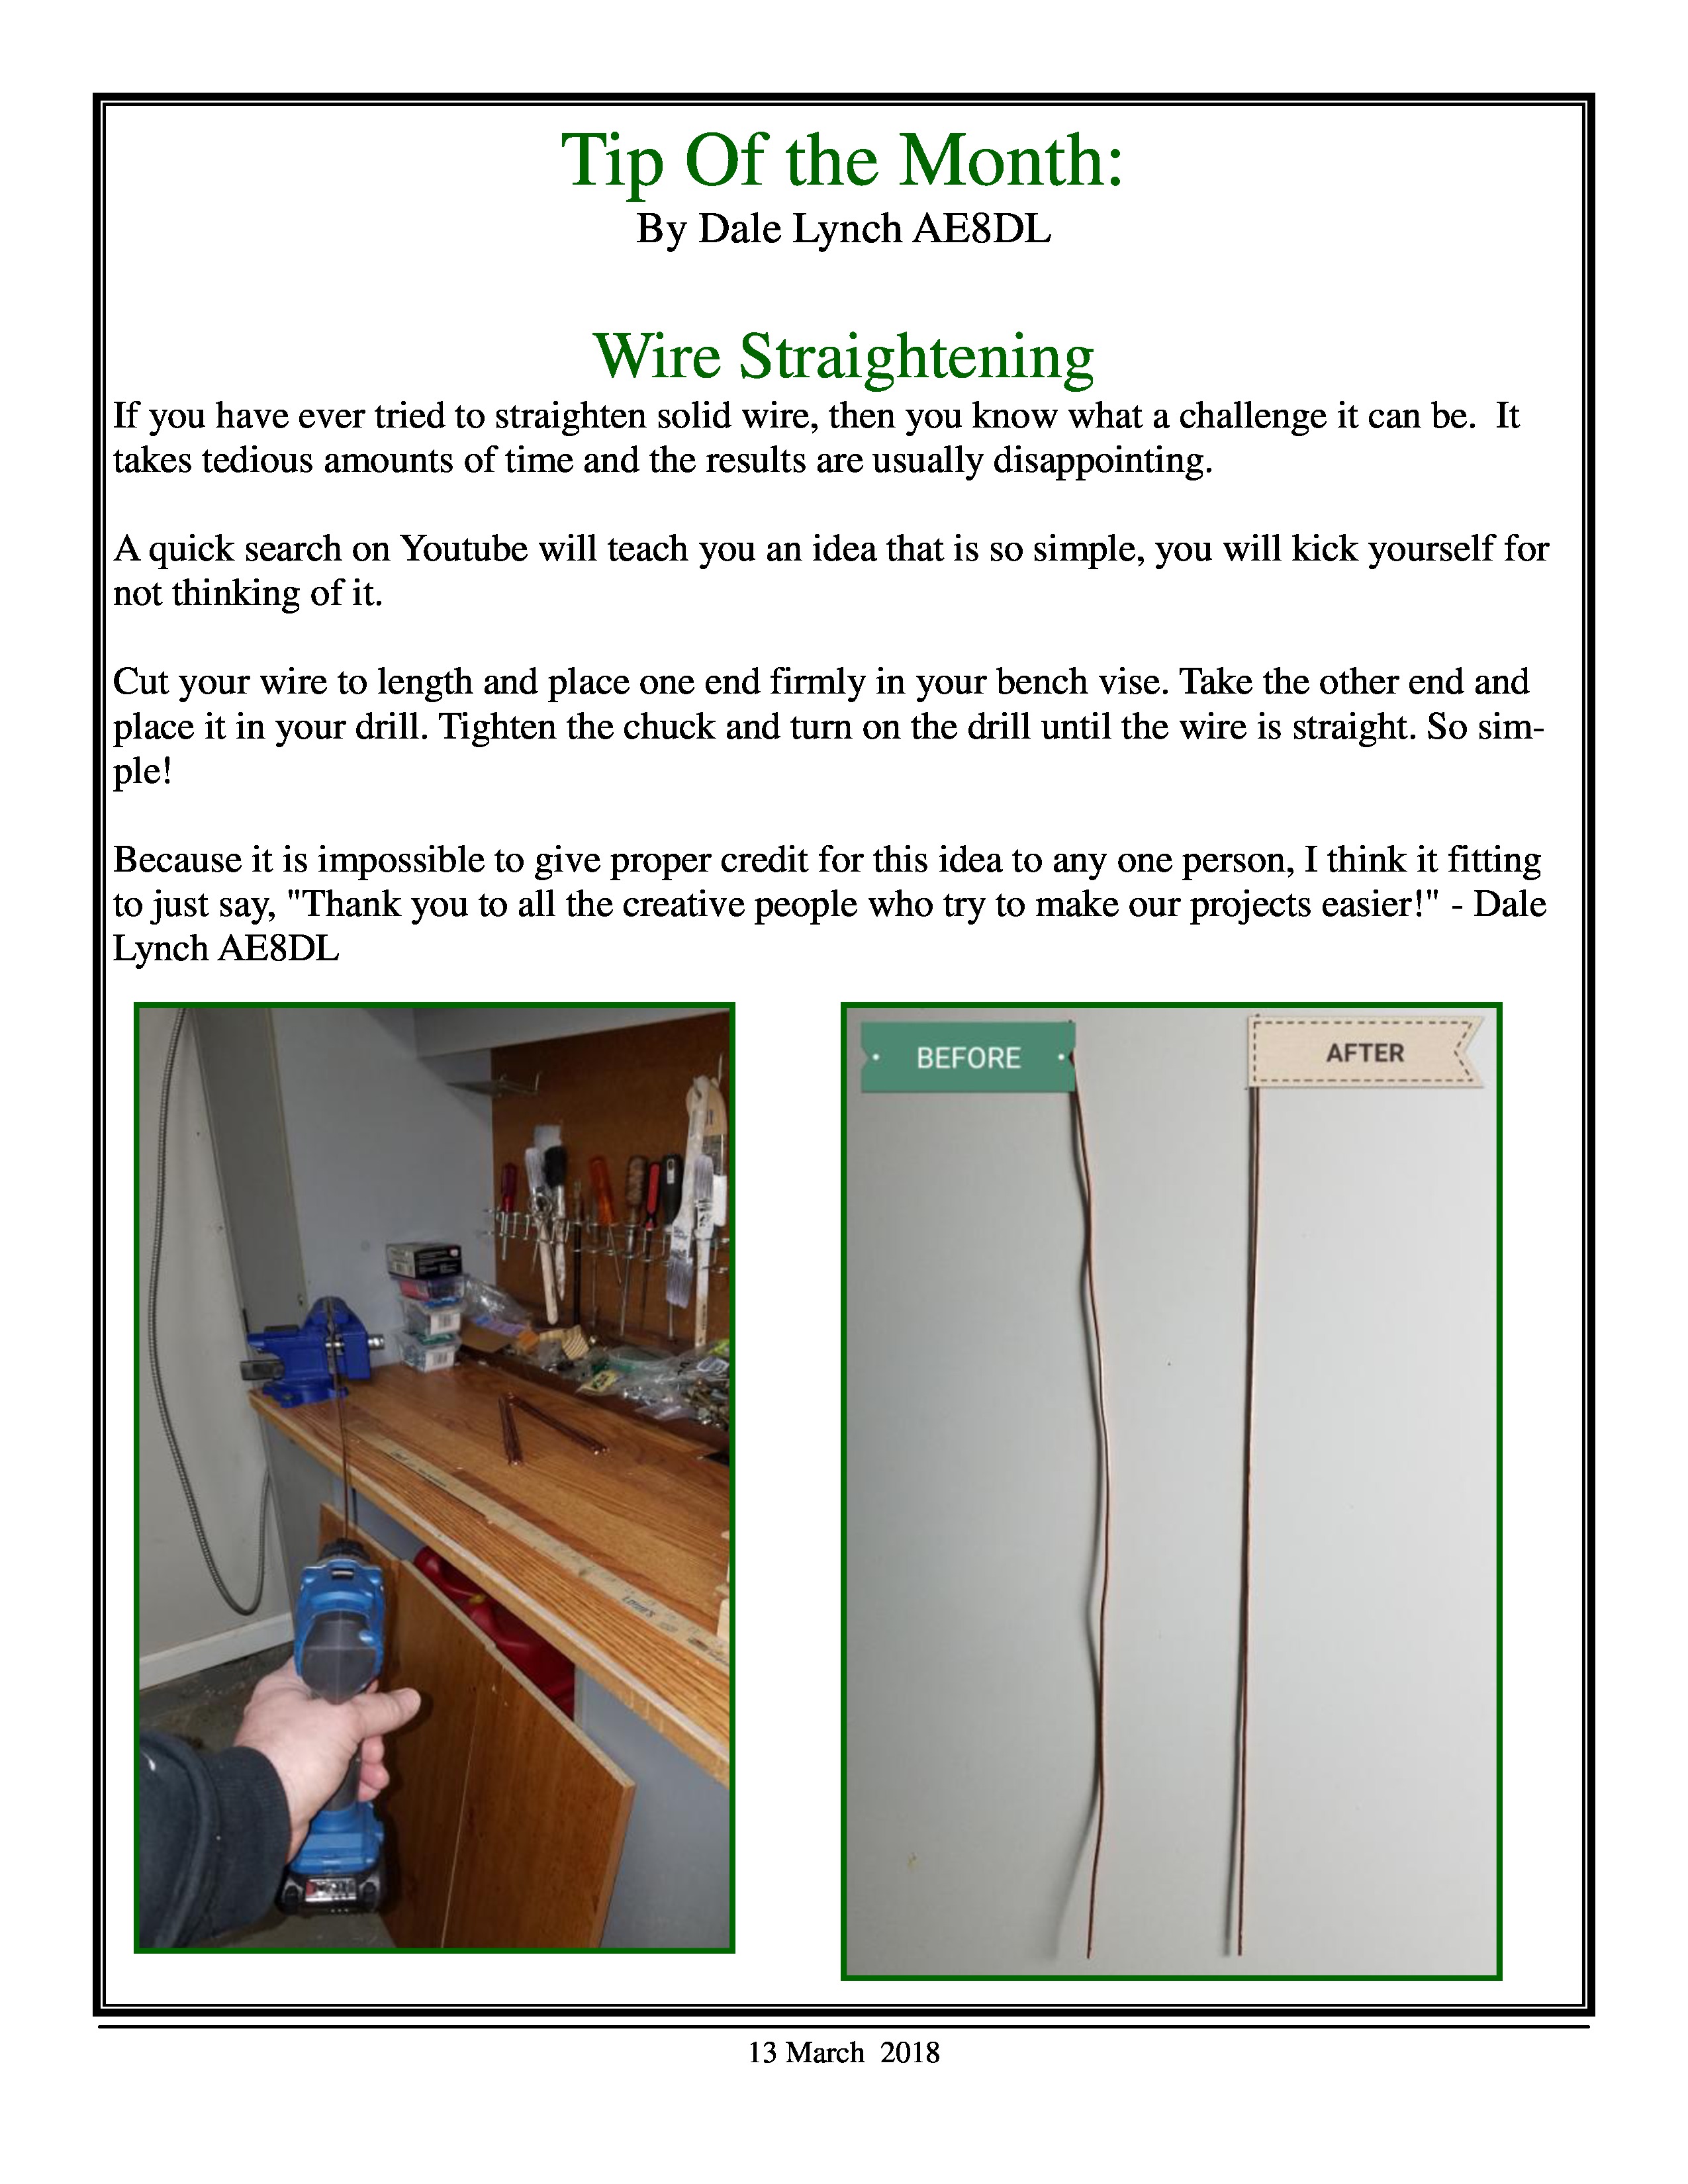 Tip Of the Month:
By Dale Lynch AE8DL
Wire Straightening
If you have ever tried to straighten solid wire, then you know what a challenge it can be.  It
takes tedious amounts of time and the results are usually disappointing.
A quick search on Youtube will teach you an idea that is so simple, you will kick yourself for
not thinking of it.
Cut your wire to length and place one end firmly in your bench vise. Take the other end and
place it in your drill. Tighten the chuck and turn on the drill until the wire is straight. So sim-
ple!
Because it is impossible to give proper credit for this idea to any one person, I think it fitting
to just say, "Thank you to all the creative people who try to make our projects easier!" - Dale
Lynch AE8DL
BEFORE
AFTER
13 March  2018